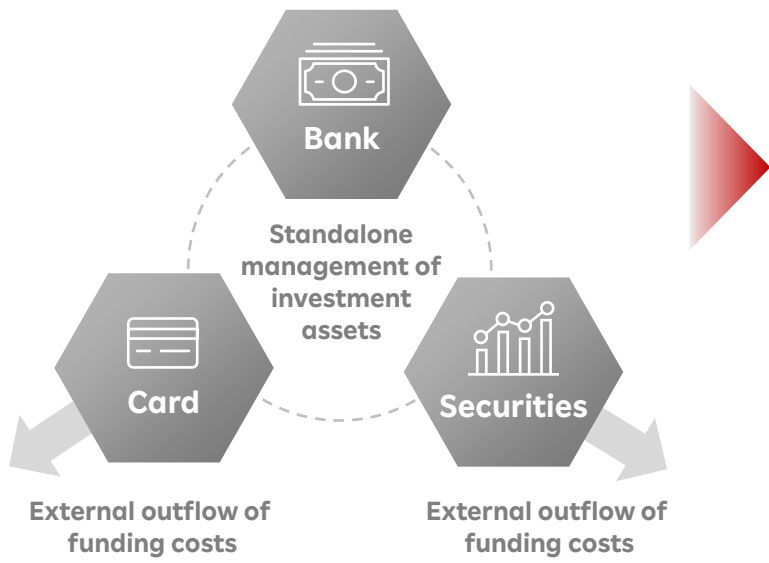 Bank
Standalone
management of
investment
assets
Card
Securities
External outflow of
funding costs
External outflow of
funding costs